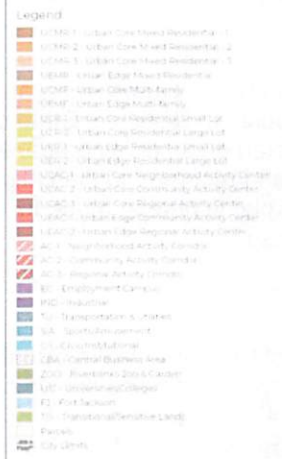 Legend
UCMR-1 - Urban Core Mixed Residential - 1
UCMR-2 - Urban Core Mixed Residential - 2
UCMR-3 - Urban Core Mixed Residential - 3
UEMR - Urban Edge Mixed Residential
UCMF - Urban Core Multi-family
UEMF - Urban Edge Multi-family
UCR-1 - Urban Core Residential Small Lot
UCR-2 - Urban Core Residential Large Lot
UER-1 - Urban Edge Residential Small Lot
UER-2 - Urban Edge Residential Large Lot
UCAC-1 - Urban Core Neighborhood Activity Center
UCAC-2 - Urban Core Community Activity Center
UCAC-3 - Urban Core Regional Activity Center
UEAC-1 - Urban Edge Community Activity Center
UEAC-2 - Urban Edge Regional Activity Center
AC-1 - Neighborhood Activity Corridor
AC-2 - Community Activity Corridor
AC-3 - Regional Activity Corridor
EC - Employment Campus
IND - Industrial
TU - Transportation & Utilities
S/A - Sports/Amusement
CI - Civic/Institutional
CBA - Central Business Area
ZOO - Riverbanks Zoo & Garden
U/C - Universities/Colleges
FJ - Fort Jackson
TSL - (Transitional/Sensitive Land)
Parcels
City Limits